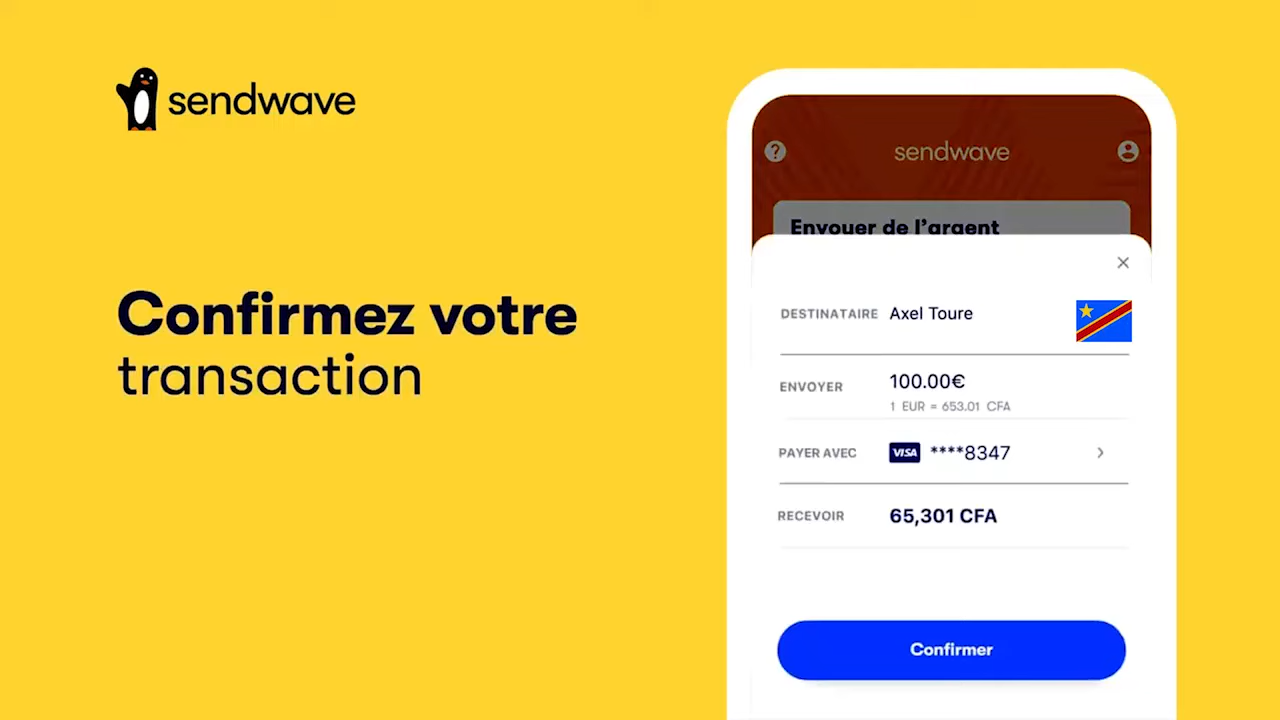 sendwave
Confirmez votre
transaction
?
sendwave
Envoyer de l'argent
DESTINATAIRE Axel Toure
ENVOYER 100.00€
1 EUR = 653.01 CFA
PAYER AVEC VISA ****8347
RECEVOIR 65,301 CFA
Confirmer